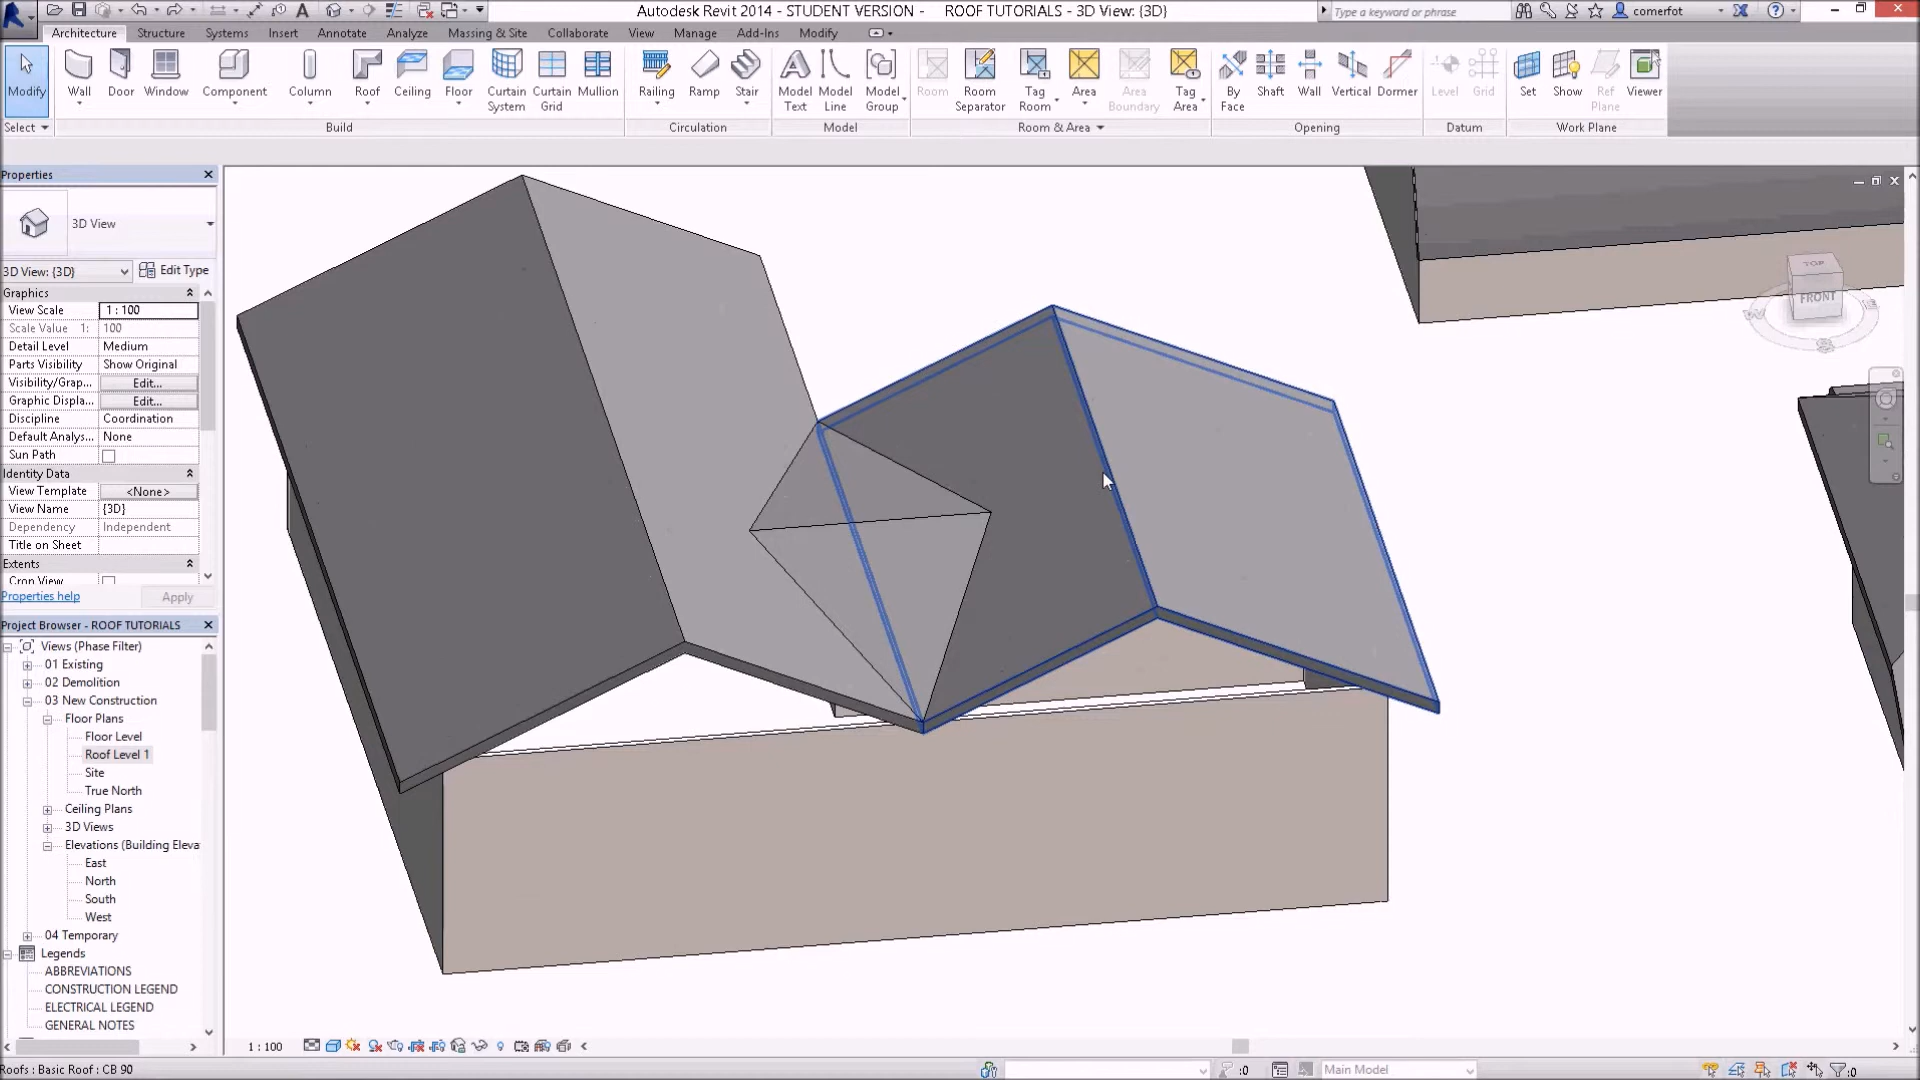 Autodesk Revit 2014 - STUDENT VERSION - ROOF TUTORIALS - 3D View: {3D}
Type a keyword or phrase
comerfot
Architecture Structure Systems Insert Annotate Analyze Massing & Site Collaborate View Manage Add-Ins Modify
Modify Wall Door Window Component Column Roof Ceiling Floor Curtain System Curtain Grid Mullion Railing Ramp Stair Model Text Model Line Model Group Room Room Separator Tag Room Area Area Boundary Tag Area By Face Shaft Wall Vertical Dormer Level Grid Set Show Ref Plane Viewer
Select Build Circulation Model Room & Area Opening Datum Work Plane
Properties
3D View
3D View: {3D} Edit Type
Graphics
View Scale 1 : 100
Scale Value 1: 100
Detail Level Medium
Parts Visibility Show Original
Visibility/Grap... Edit...
Graphic Displa... Edit...
Discipline Coordination
Default Analys... None
Sun Path
Identity Data
View Template <None>
View Name {3D}
Dependency Independent
Title on Sheet
Extents
Crop View
Properties help Apply
Project Browser - ROOF TUTORIALS
Views (Phase Filter)
01 Existing
02 Demolition
03 New Construction
Floor Plans
Floor Level
Roof Level 1
Site
True North
Ceiling Plans
3D Views
Elevations (Building Eleva
East
North
South
West
04 Temporary
Legends
ABBREVIATIONS
CONSTRUCTION LEGEND
ELECTRICAL LEGEND
GENERAL NOTES
TOP
FRONT
1 : 100
Roofs : Basic Roof : CB 90
:0
Main Model
:0